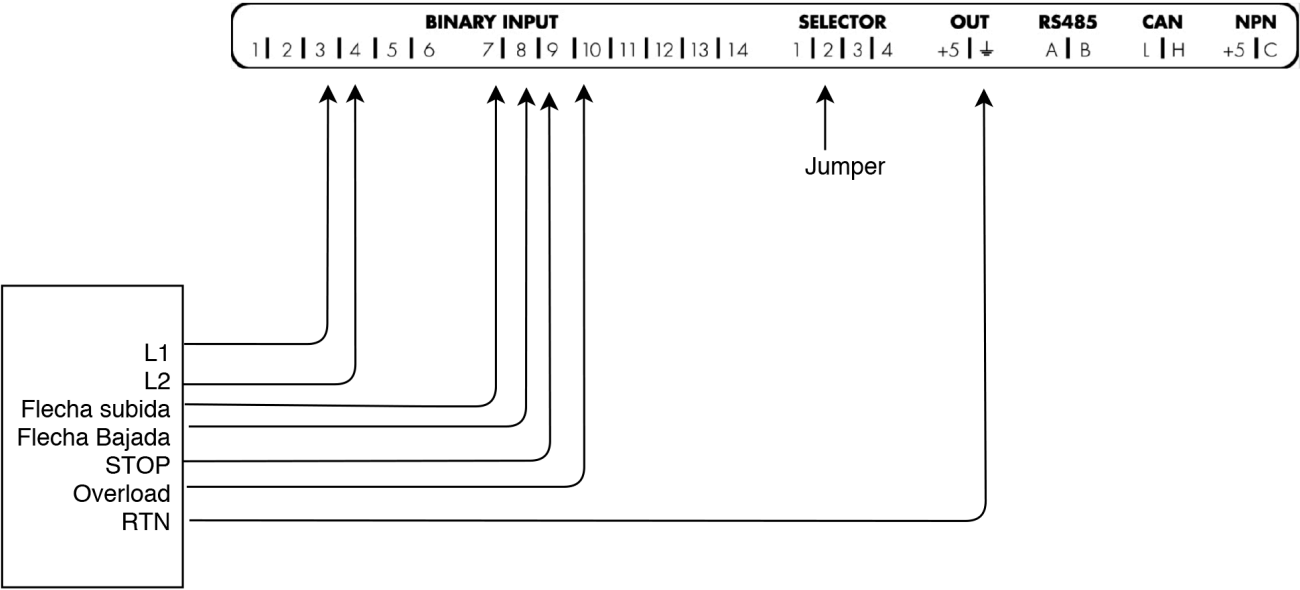 BINARY INPUT SELECTOR OUT RS485 CAN NPN
1 | 2 | 3 | 4 | 5 | 6 7 | 8 | 9 | 10 | 11 | 12 | 13 | 14 1 | 2 | 3 | 4 +5 | ⏚ A | B L | H +5 | C
Jumper
L1
L2
Flecha subida
Flecha Bajada
STOP
Overload
RTN